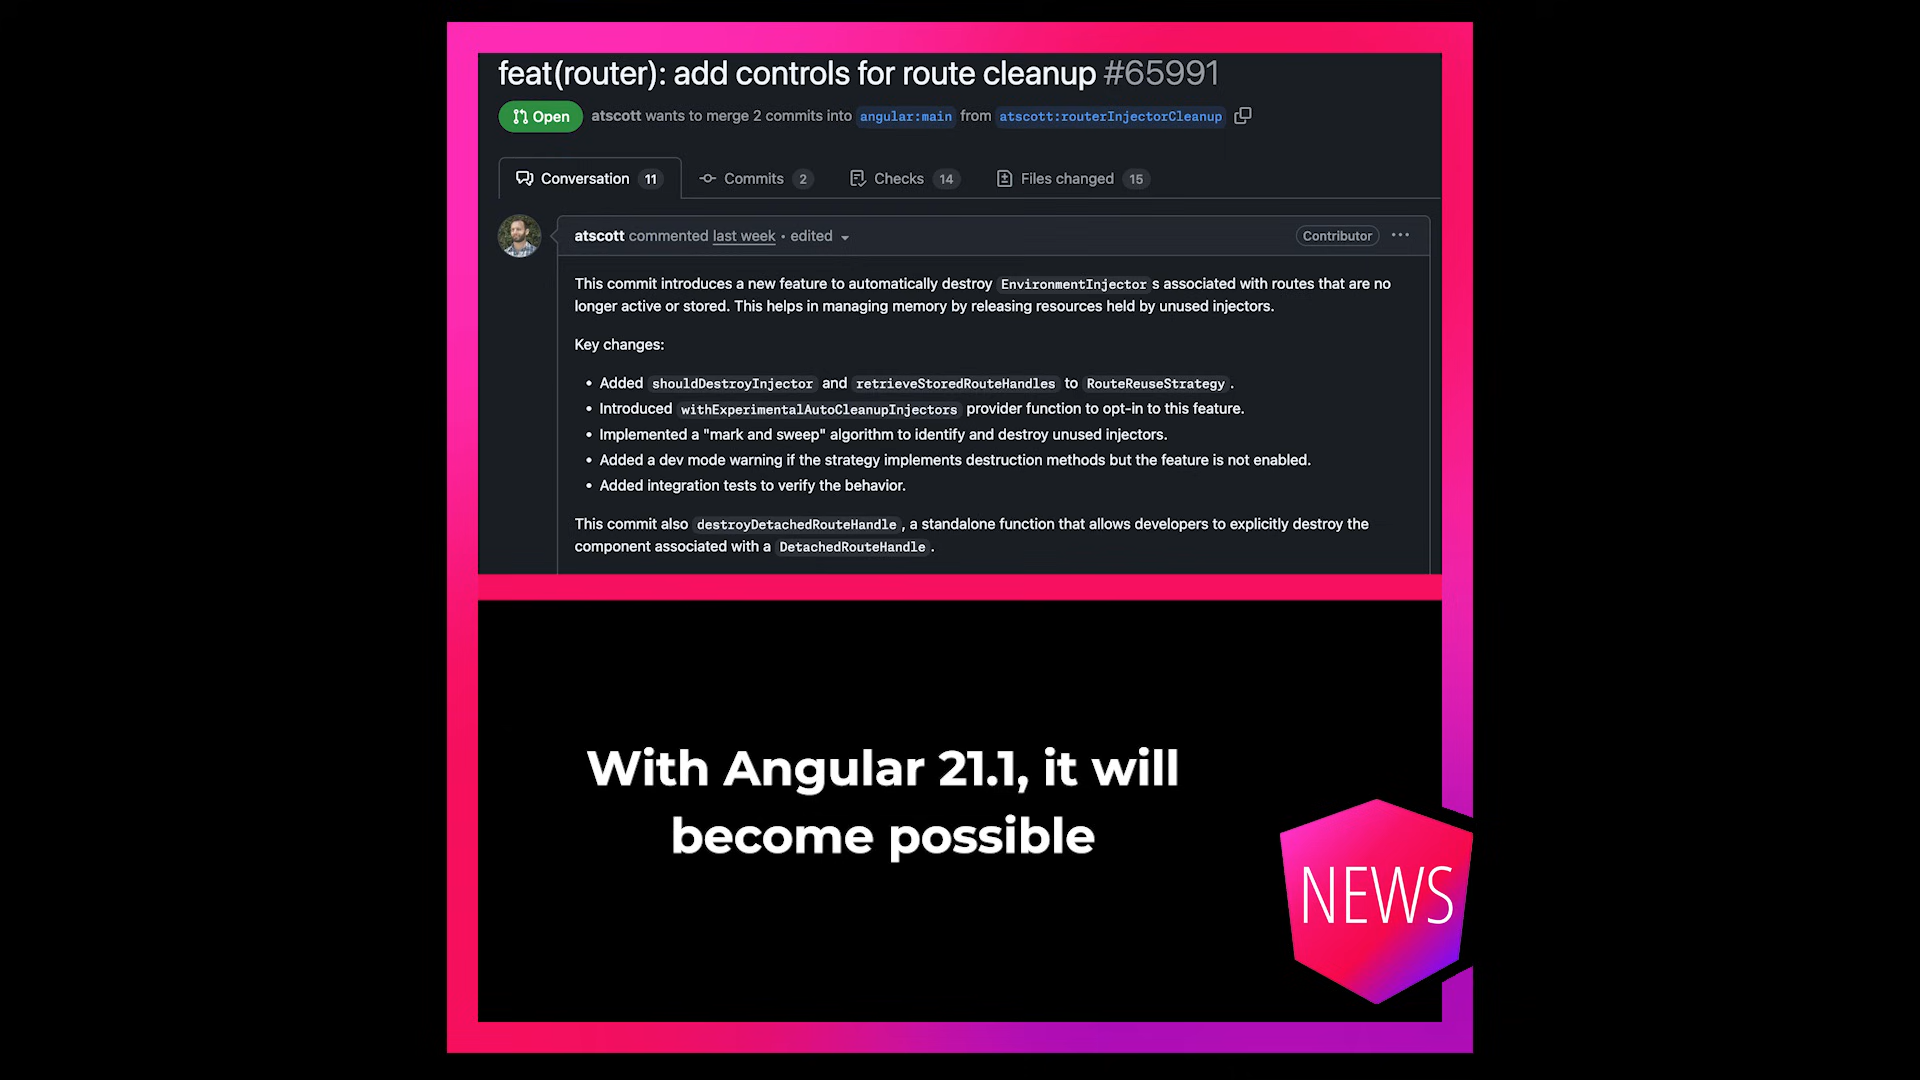 feat(router): add controls for route cleanup #65991
Open atscott wants to merge 2 commits into angular:main from atscott:routerInjectorCleanup
Conversation 11 Commits 2 Checks 14 Files changed 15
atscott commented last week • edited Contributor
This commit introduces a new feature to automatically destroy EnvironmentInjector s associated with routes that are no
longer active or stored. This helps in managing memory by releasing resources held by unused injectors.
Key changes:
• Added shouldDestroyInjector and retrieveStoredRouteHandles to RouteReuseStrategy .
• Introduced withExperimentalAutoCleanupInjectors provider function to opt-in to this feature.
• Implemented a "mark and sweep" algorithm to identify and destroy unused injectors.
• Added a dev mode warning if the strategy implements destruction methods but the feature is not enabled.
• Added integration tests to verify the behavior.
This commit also destroyDetachedRouteHandle , a standalone function that allows developers to explicitly destroy the
component associated with a DetachedRouteHandle .
With Angular 21.1, it will
become possible
NEWS